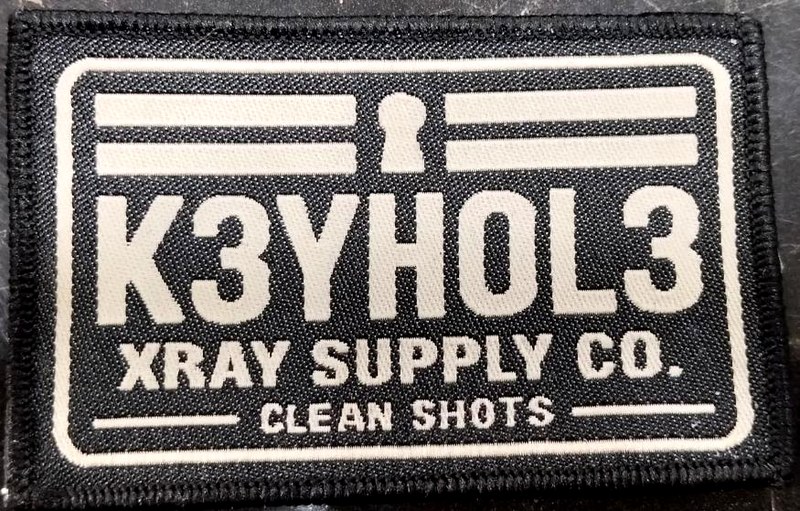 K3YHOL3
XRAY SUPPLY CO.
CLEAN SHOTS